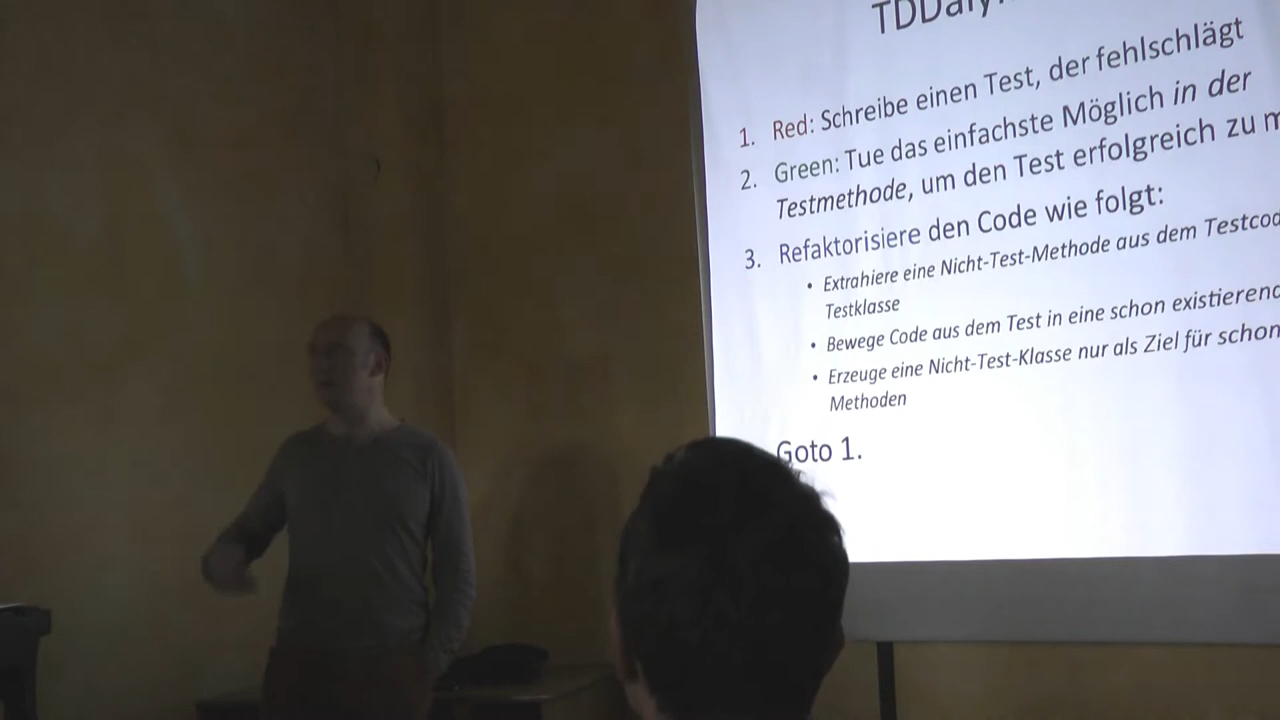 1. Red: Schreibe einen Test, der fehlschlägt
2. Green: Tue das einfachste Möglich in der
Testmethode, um den Test erfolgreich zu
3. Refaktorisiere den Code wie folgt:
• Extrahiere eine Nicht-Test-Methode aus dem
Testklasse
• Bewege Code aus dem Test in eine schon
• Erzeuge eine Nicht-Test-Klasse nur als Ziel für schon
Methoden
Goto 1.